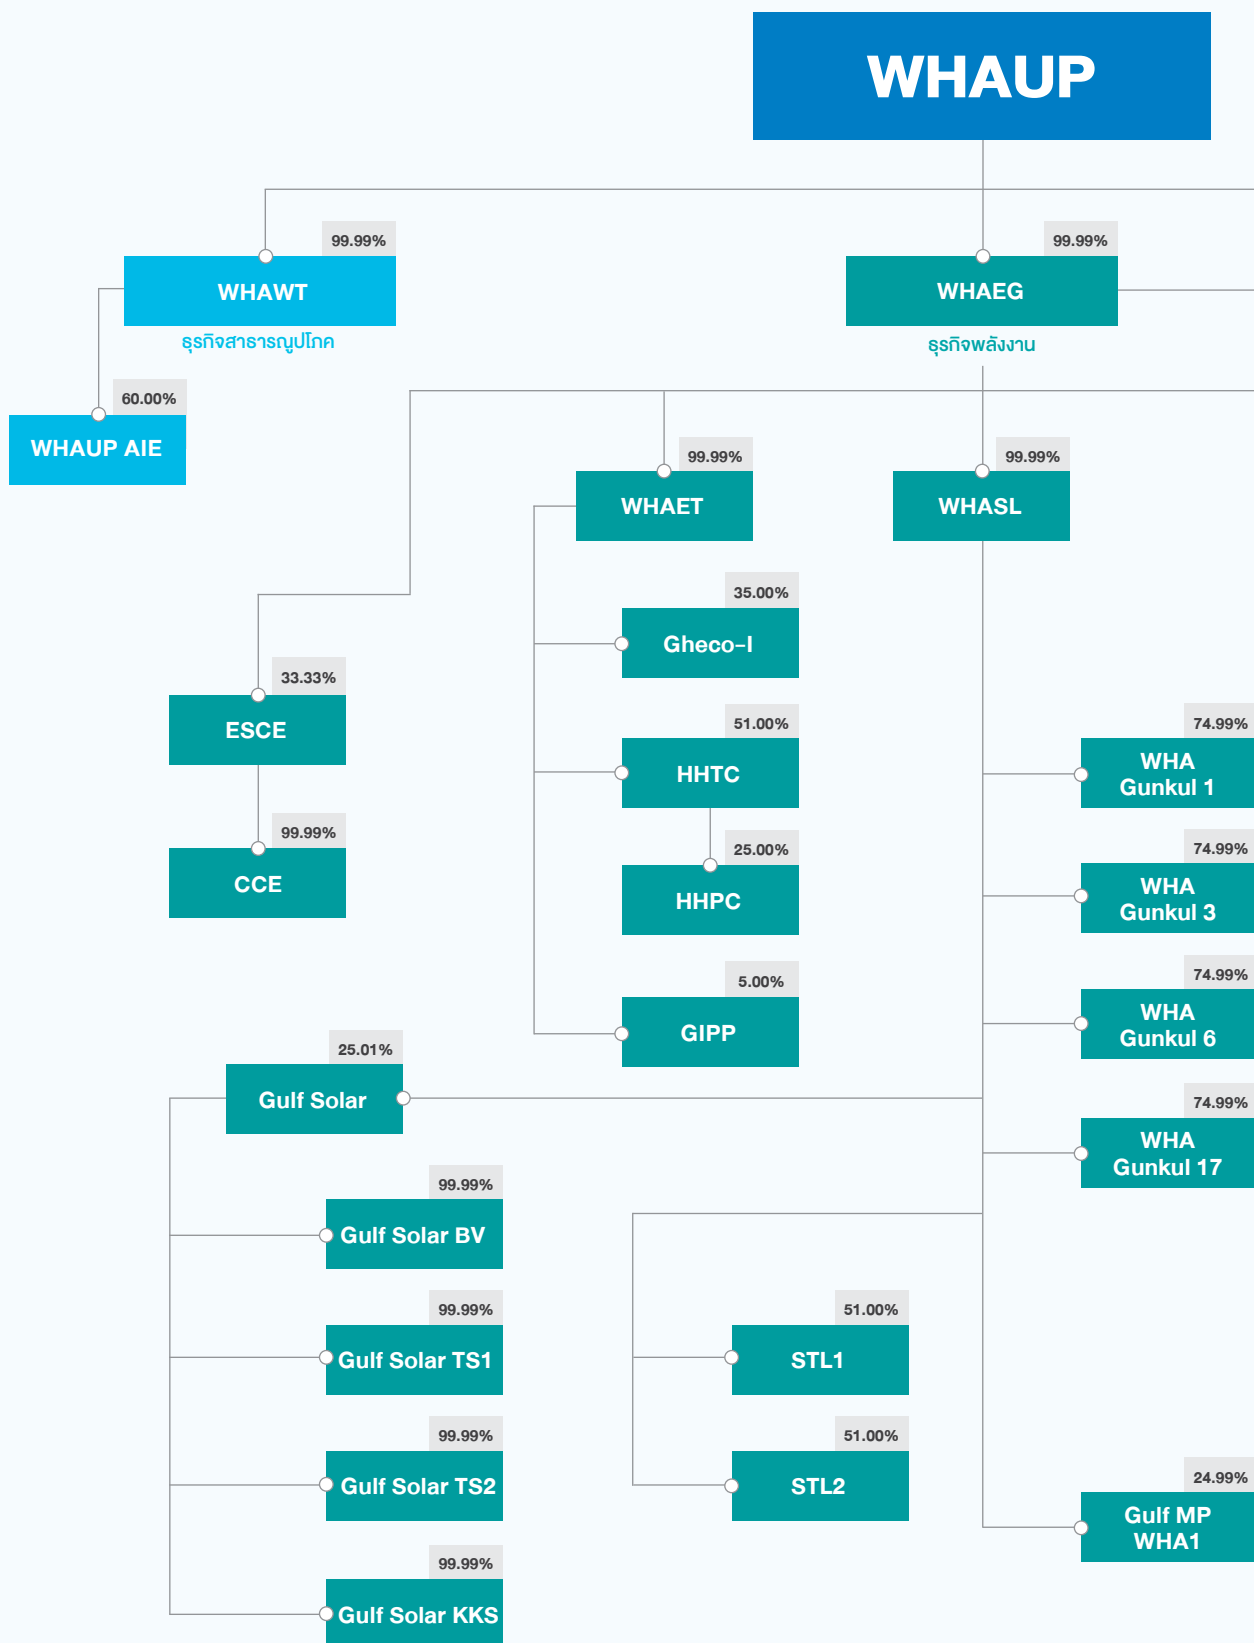 WHAUP
99.99%
WHAWT
ธุรกิจสาธารณูปโภค
60.00%
WHAUP AIE
99.99%
WHAEG
ธุรกิจพลังงาน
99.99%
WHAET
99.99%
WHASL
35.00%
Gheco-I
51.00%
HHTC
25.00%
HHPC
5.00%
GIPP
33.33%
ESCE
99.99%
CCE
74.99%
WHA
Gunkul 1
74.99%
WHA
Gunkul 3
74.99%
WHA
Gunkul 6
74.99%
WHA
Gunkul 17
25.01%
Gulf Solar
99.99%
Gulf Solar BV
99.99%
Gulf Solar TS1
99.99%
Gulf Solar TS2
99.99%
Gulf Solar KKS
51.00%
STL1
51.00%
STL2
24.99%
Gulf MP
WHA1